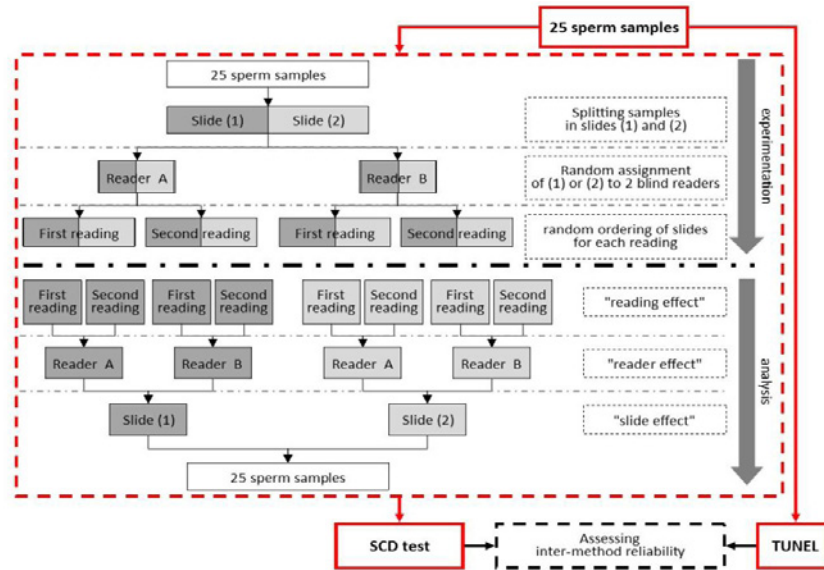 25 sperm samples
25 sperm samples
Slide (1) Slide (2)
Splitting samples
in slides (1) and (2)
experimentation
Reader A Reader B
Random assignment
of (1) or (2) to 2 blind readers
First reading Second reading First reading Second reading
random ordering of slides
for each reading
First Second First Second First Second First Second
reading reading reading reading reading reading reading reading
"reading effect"
analysis
Reader A Reader B Reader A Reader B
"reader effect"
Slide (1) Slide (2)
"slide effect"
25 sperm samples
SCD test
Assessing
inter-method reliability
TUNEL